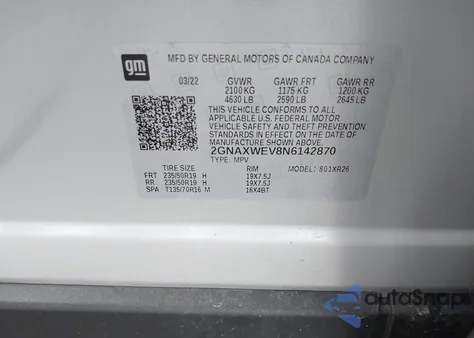 gm
MFD BY GENERAL MOTORS OF CANADA COMPANY
03/22 GVWR GAWR FRT GAWR RR
2100 KG 1175 KG 1200 KG
4630 LB 2590 LB 2645 LB
THIS VEHICLE CONFORMS TO ALL
APPLICABLE U.S. FEDERAL MOTOR
VEHICLE SAFETY STANDARDS
IN EFFECT ON THE DATE OF
MANUFACTURE SHOWN ABOVE.
2GNAXWEV8N6142870
TYPE: MPV
TIRE SIZE RIM MODEL: 801XR26
FRT 235/50R19 H 19X7.5J
RR 235/50R19 H 19X7.5J
SPA T135/70R16 M 16X4BT
autoSnap